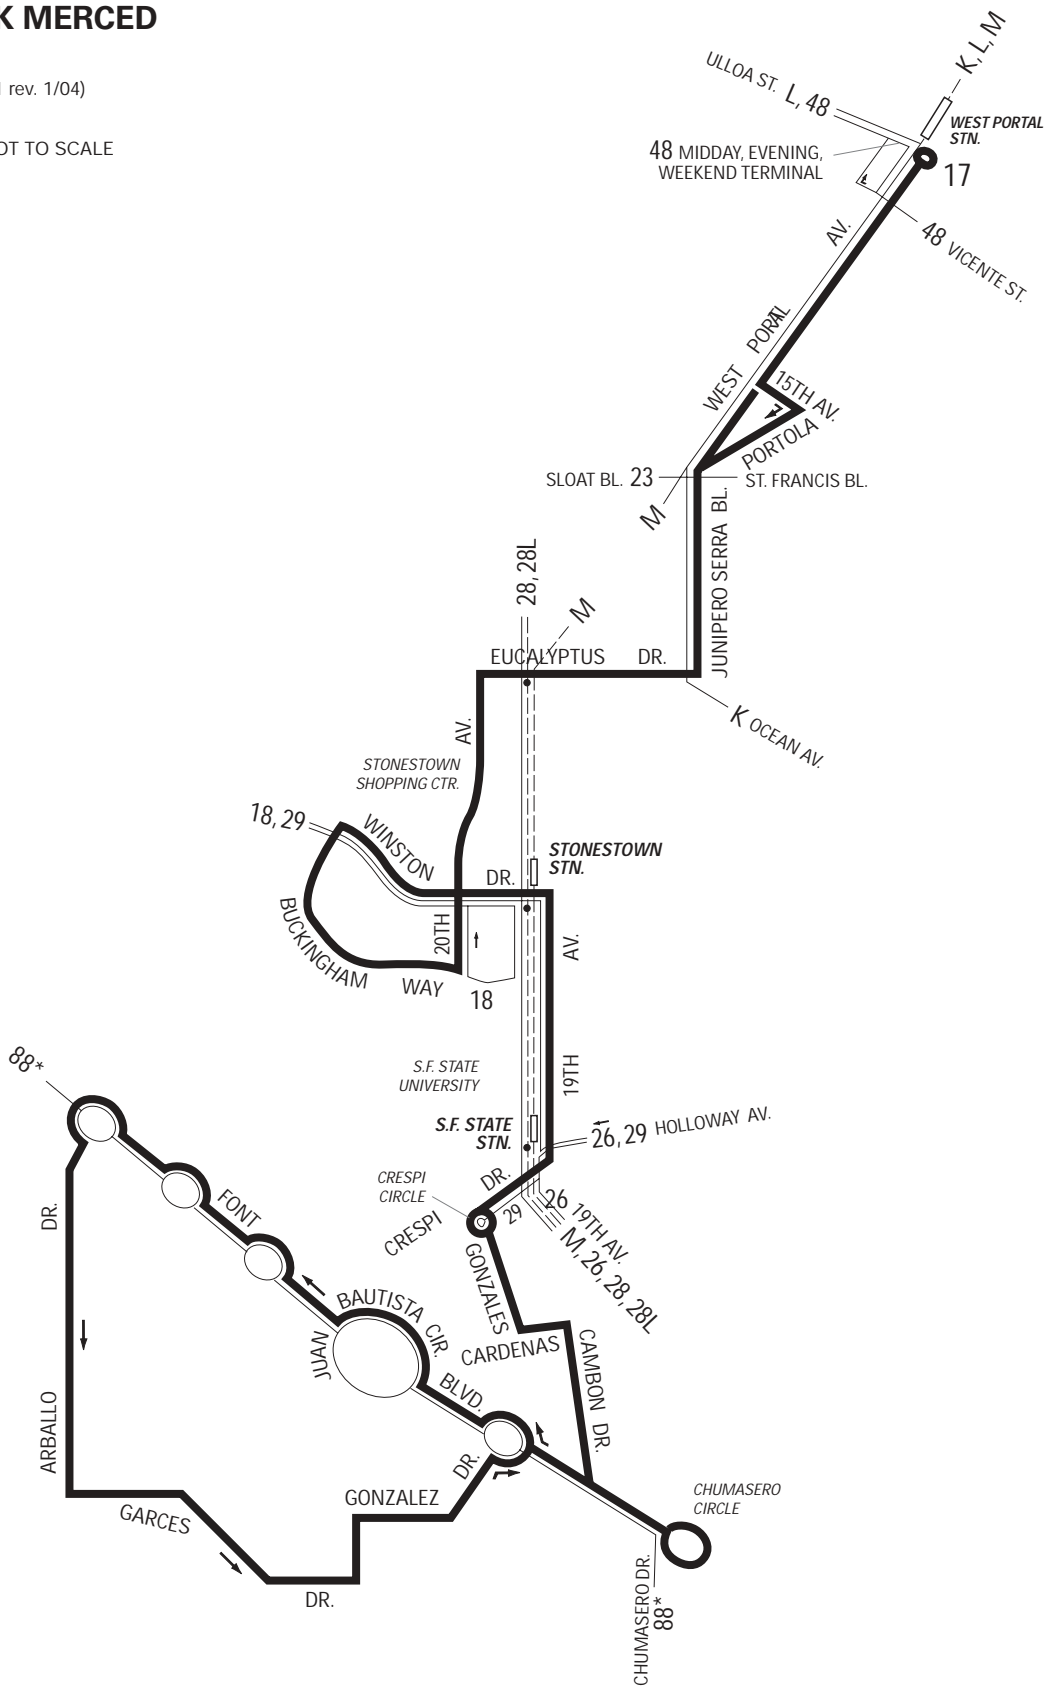 K MERCED
rev. 1/04)
OT TO SCALE
K, L, M
ULLOA ST. L, 48
WEST PORTAL
STN.
48 MIDDAY, EVENING,
WEEKEND TERMINAL
17
48 VICENTE ST.
WEST PORTAL AV.
15TH AV.
PORTOLA
SLOAT BL. 23
ST. FRANCIS BL.
M
JUNIPERO SERRA BL.
28, 28L
M
EUCALYPTUS DR.
K OCEAN AV.
STONESTOWN
SHOPPING CTR.
18, 29
WINSTON DR.
STONESTOWN
STN.
BUCKINGHAM WAY
20TH AV.
18
19TH AV.
S.F. STATE
UNIVERSITY
S.F. STATE
STN.
26, 29 HOLLOWAY AV.
88*
CRESPI
CIRCLE
CRESPI DR.
29
26 19TH AV.
M, 26, 28, 28L
GONZALES
CARDENAS
CAMBON DR.
FONT BLVD.
JUAN BAUTISTA CIR.
ARBALLO DR.
GARCES DR.
GONZALEZ DR.
CHUMASERO
CIRCLE
CHUMASERO DR.
88*